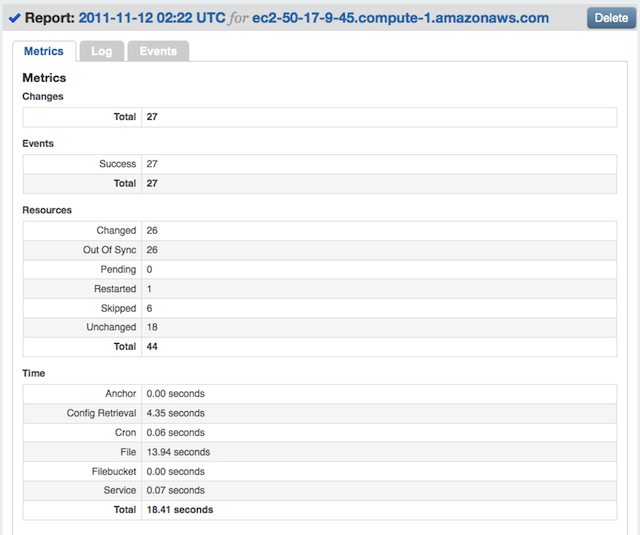 Report: 2011-11-12 02:22 UTC for ec2-50-17-9-45.compute-1.amazonaws.com Delete
Metrics Log Events
Metrics
Changes
Total 27
Events
Success 27
Total 27
Resources
Changed 26
Out Of Sync 26
Pending 0
Restarted 1
Skipped 6
Unchanged 18
Total 44
Time
Anchor 0.00 seconds
Config Retrieval 4.35 seconds
Cron 0.06 seconds
File 13.94 seconds
Filebucket 0.00 seconds
Service 0.07 seconds
Total 18.41 seconds